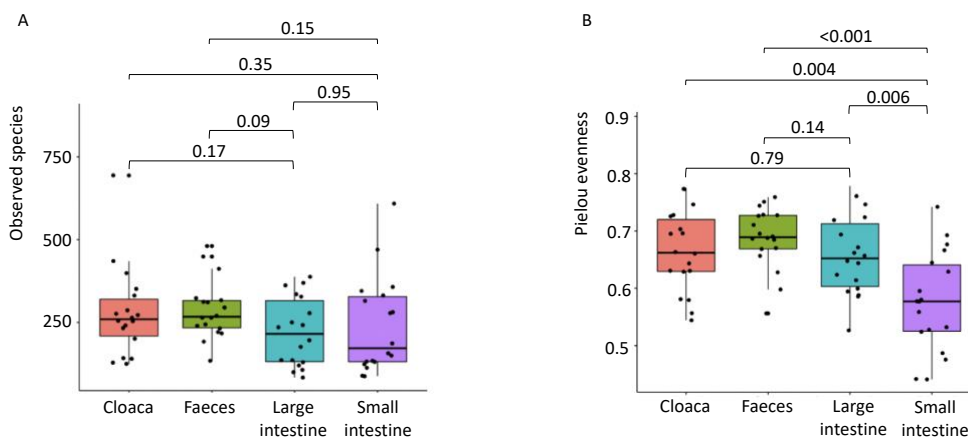 A
0.15
0.35
0.95
0.09
0.17
Observed species
750
500
250
Cloaca
Faeces
Large
intestine
Small
intestine
B
<0.001
0.004
0.006
0.14
0.79
Pielou evenness
0.9
0.8
0.7
0.6
0.5
Cloaca
Faeces
Large
intestine
Small
intestine